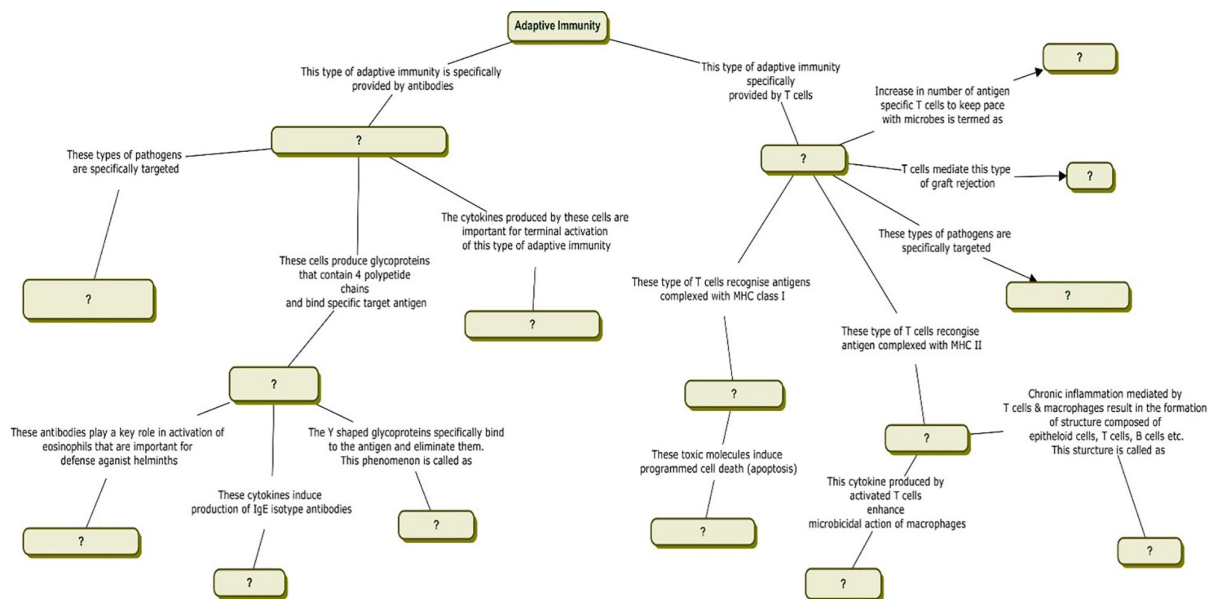 Adaptive Immunity
This type of adaptive immunity is specifically
provided by antibodies
This type of adaptive immunity
specifically
provided by T cells
?
Increase in number of antigen
specific T cells to keep pace
with microbes is termed as
?
These types of pathogens
are specifically targeted
?
T cells mediate this type
of graft rejection
?
The cytokines produced by these cells are
important for terminal activation
of this type of adaptive immunity
These types of pathogens are
specifically targeted
These cells produce glycoproteins
that contain 4 polypetide
chains
and bind specific target antigen
These type of T cells recognise antigens
complexed with MHC class I
?
?
?
These type of T cells recongise
antigen complexed with MHC II
?
?
Chronic inflammation mediated by
T cells & macrophages result in the formation
of structure composed of
epitheloid cells, T cells, B cells etc.
This sturcture is called as
These antibodies play a key role in activation of
eosinophils that are important for
defense aganist helminths
The Y shaped glycoproteins specifically bind
to the antigen and eliminate them.
This phenomenon is called as
?
These toxic molecules induce
programmed cell death (apoptosis)
This cytokine produced by
activated T cells
enhance
microbicidal action of macrophages
These cytokines induce
production of IgE isotype antibodies
?
?
?
?
?
?